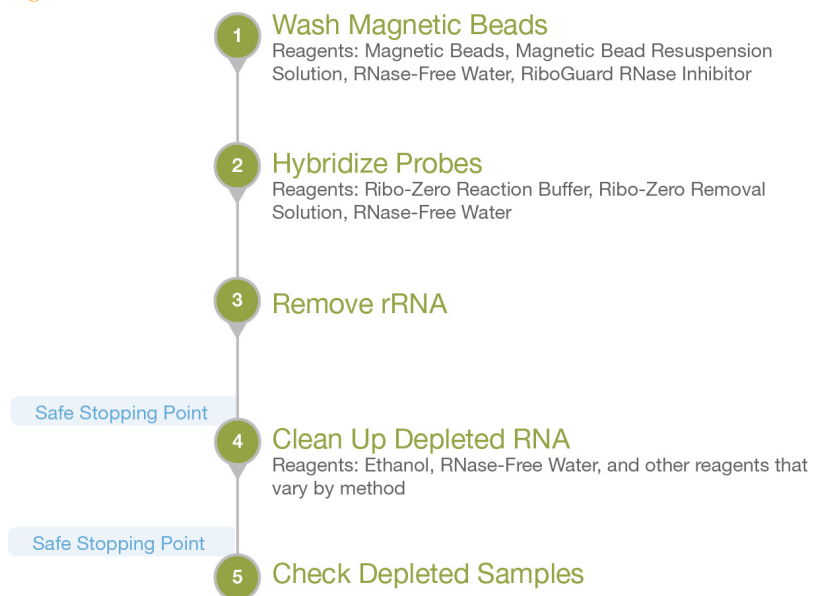 1
Wash Magnetic Beads
Reagents: Magnetic Beads, Magnetic Bead Resuspension
Solution, RNase-Free Water, RiboGuard RNase Inhibitor
2
Hybridize Probes
Reagents: Ribo-Zero Reaction Buffer, Ribo-Zero Removal
Solution, RNase-Free Water
3
Remove rRNA
Safe Stopping Point
4
Clean Up Depleted RNA
Reagents: Ethanol, RNase-Free Water, and other reagents that
vary by method
Safe Stopping Point
5
Check Depleted Samples